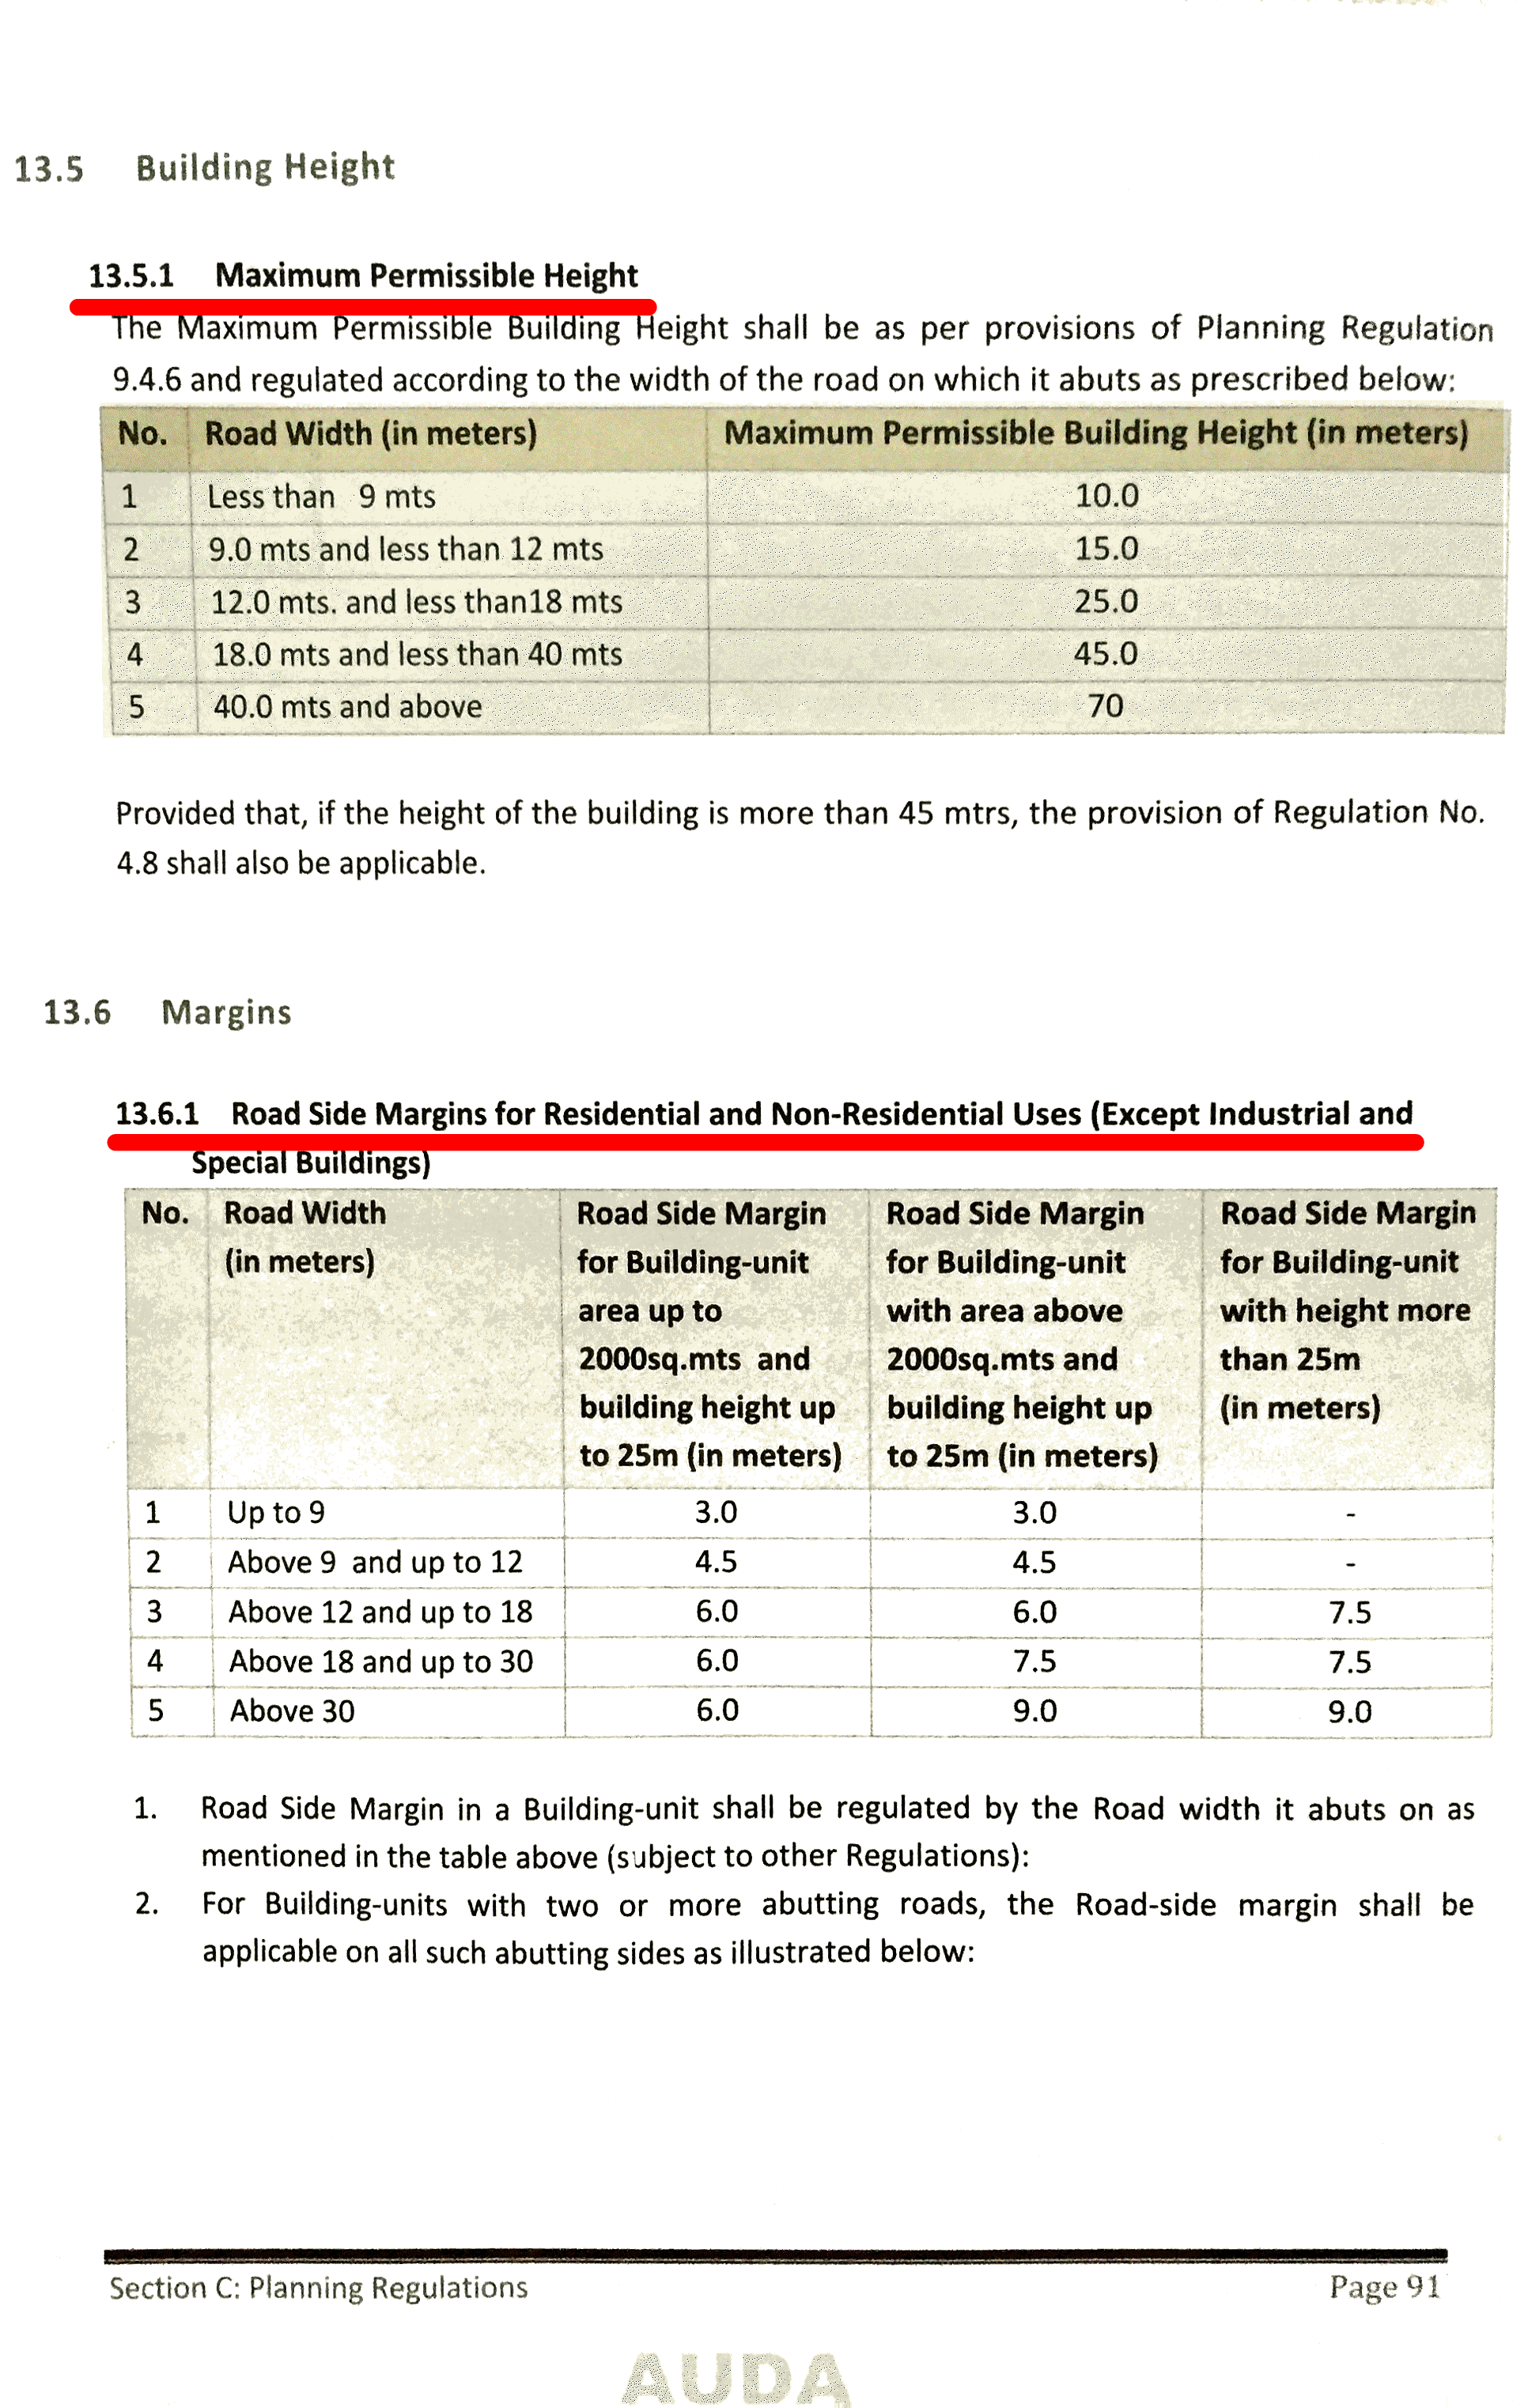 13.5 Building Height
13.5.1 Maximum Permissible Height
The Maximum Permissible Building Height shall be as per provisions of Planning Regulation
9.4.6 and regulated according to the width of the road on which it abuts as prescribed below:
No. Road Width (in meters) Maximum Permissible Building Height (in meters)
1 Less than 9 mts 10.0
2 9.0 mts and less than 12 mts 15.0
3 12.0 mts. and less than18 mts 25.0
4 18.0 mts and less than 40 mts 45.0
5 40.0 mts and above 70
Provided that, if the height of the building is more than 45 mtrs, the provision of Regulation No.
4.8 shall also be applicable.
13.6 Margins
13.6.1 Road Side Margins for Residential and Non-Residential Uses (Except Industrial and
Special Buildings)
No. Road Width Road Side Margin Road Side Margin Road Side Margin
(in meters) for Building-unit for Building-unit for Building-unit
area up to with area above with height more
2000sq.mts and 2000sq.mts and than 25m
building height up building height up (in meters)
to 25m (in meters) to 25m (in meters)
1 Up to 9 3.0 3.0 -
2 Above 9 and up to 12 4.5 4.5 -
3 Above 12 and up to 18 6.0 6.0 7.5
4 Above 18 and up to 30 6.0 7.5 7.5
5 Above 30 6.0 9.0 9.0
1. Road Side Margin in a Building-unit shall be regulated by the Road width it abuts on as
mentioned in the table above (subject to other Regulations):
2. For Building-units with two or more abutting roads, the Road-side margin shall be
applicable on all such abutting sides as illustrated below:
Section C: Planning Regulations Page 91
AUDA